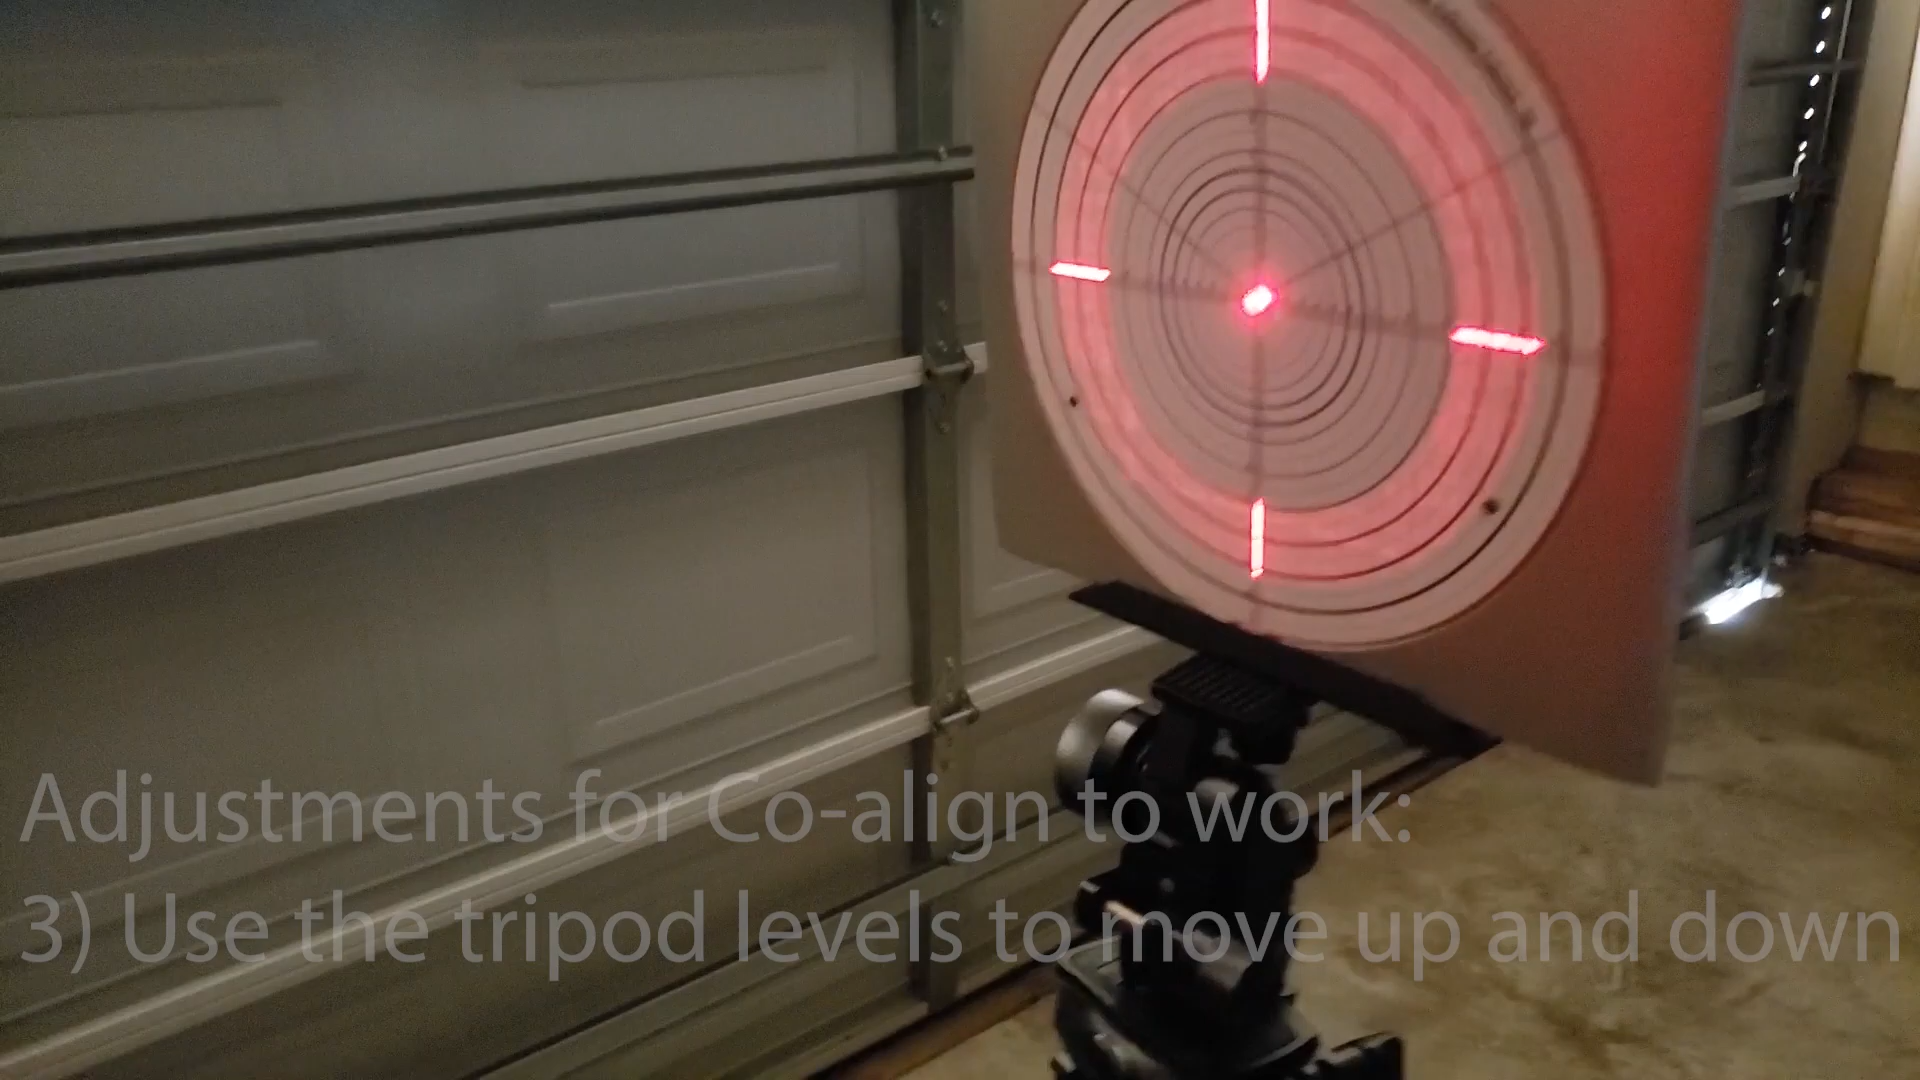 Adjustments for Co-align to work:
3) Use the tripod levels to move up and down